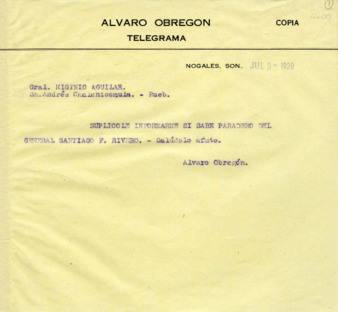 ALVARO OBREGON
COPIA
TELEGRAMA
NOGALES, SON. JUL 9 - 1920
Gral. HIGINIO AGUILAR.
San Andrés Chalchicomula. - Pueb.
SUPLICOLE INFORMARME SI SABE PARADERO DEL
GENERAL SANTIAGO F. RIVERO. - Salúdolo afmte.
Alvaro Obregón.